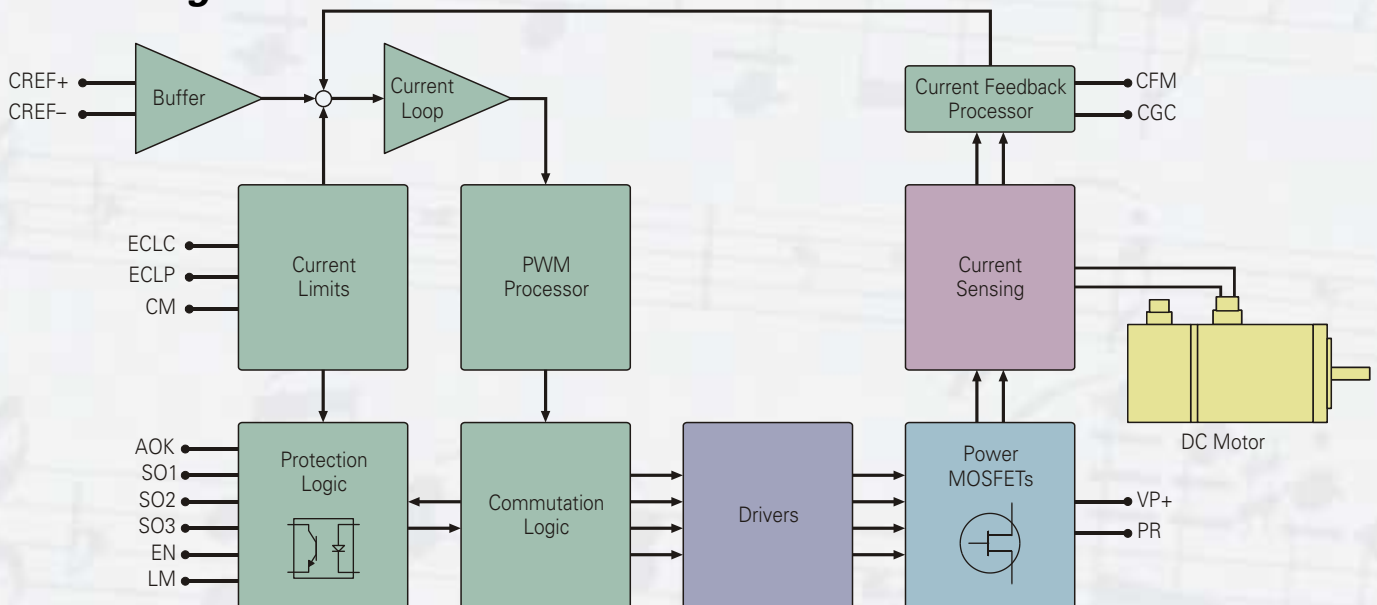 CREF+
CREF–
Buffer
Current
Loop
Current Feedback
Processor
CFM
CGC
ECLC
ECLP
CM
Current
Limits
PWM
Processor
Current
Sensing
DC Motor
AOK
SO1
SO2
SO3
EN
LM
Protection
Logic
Commutation
Logic
Drivers
Power
MOSFETs
VP+
PR